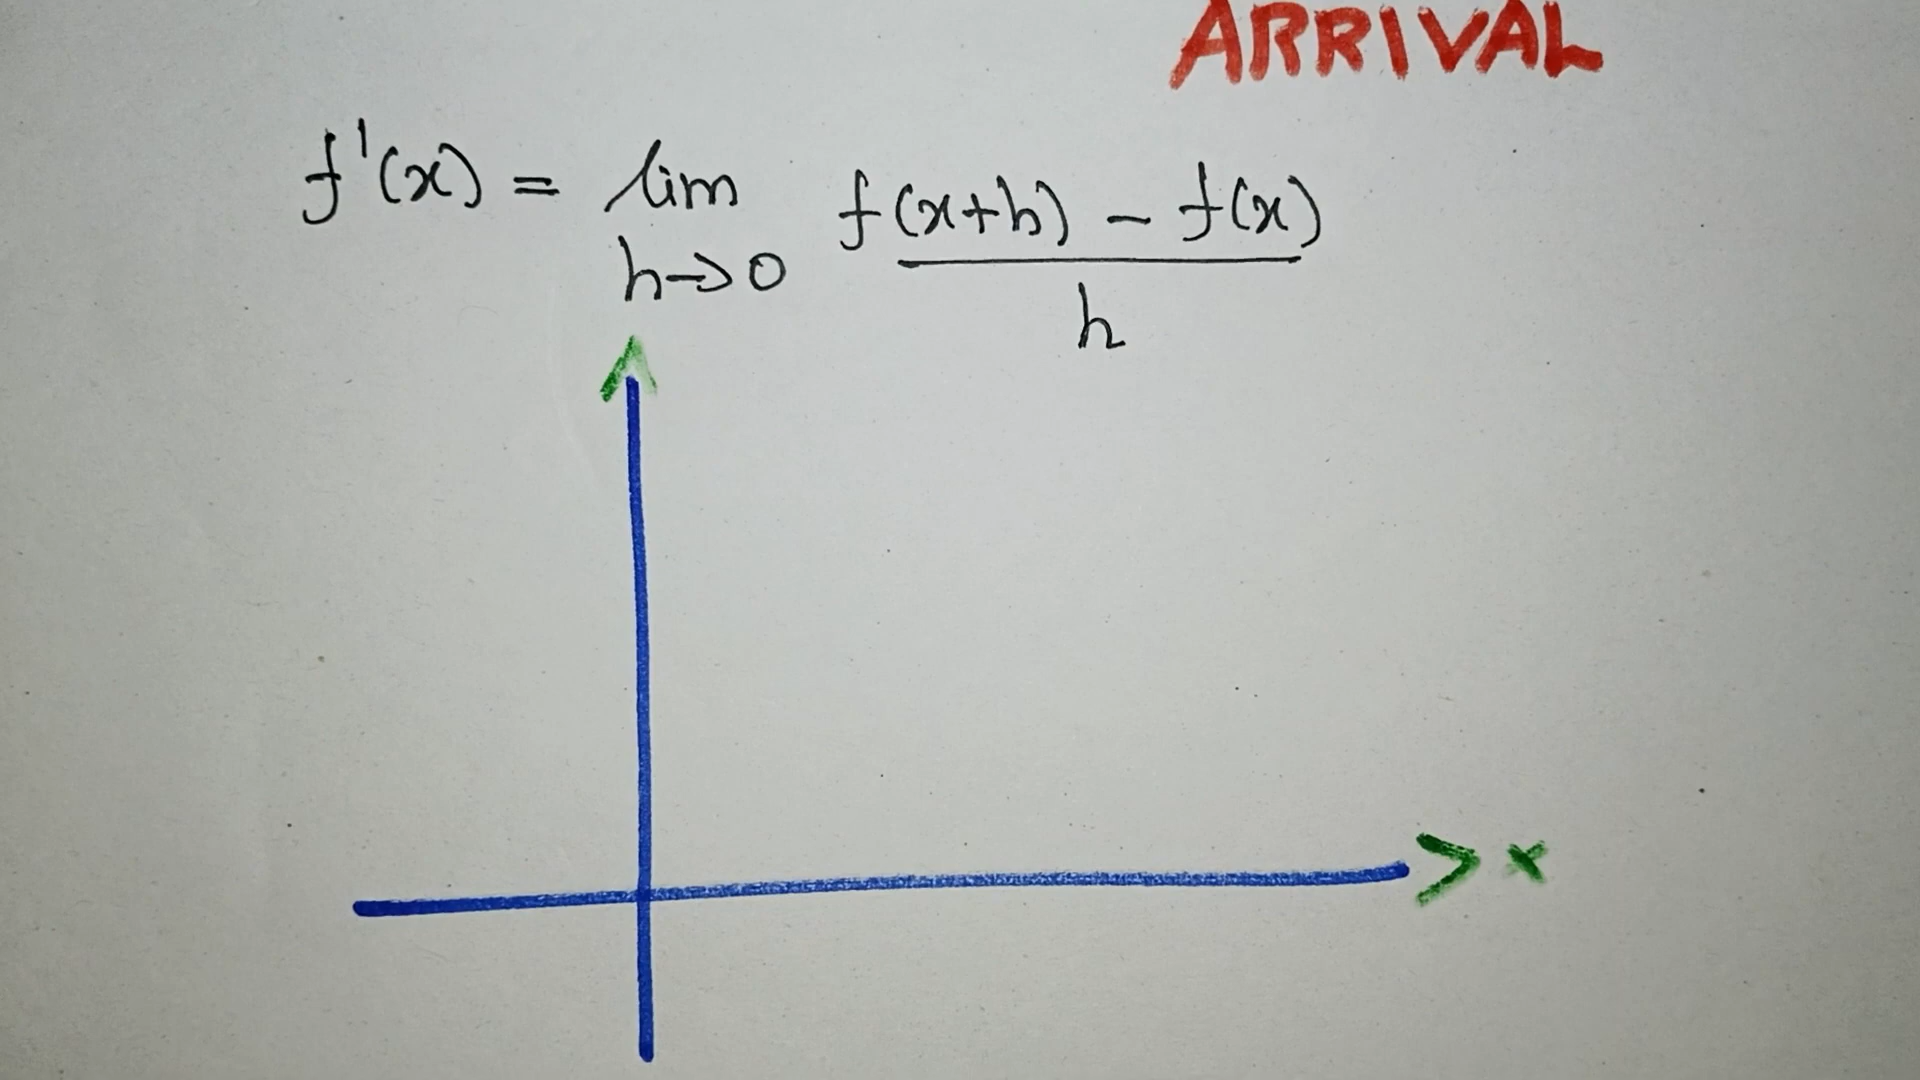 ARRIVAL
f'(x) = lim f(x+h) - f(x)
h→0 h
x